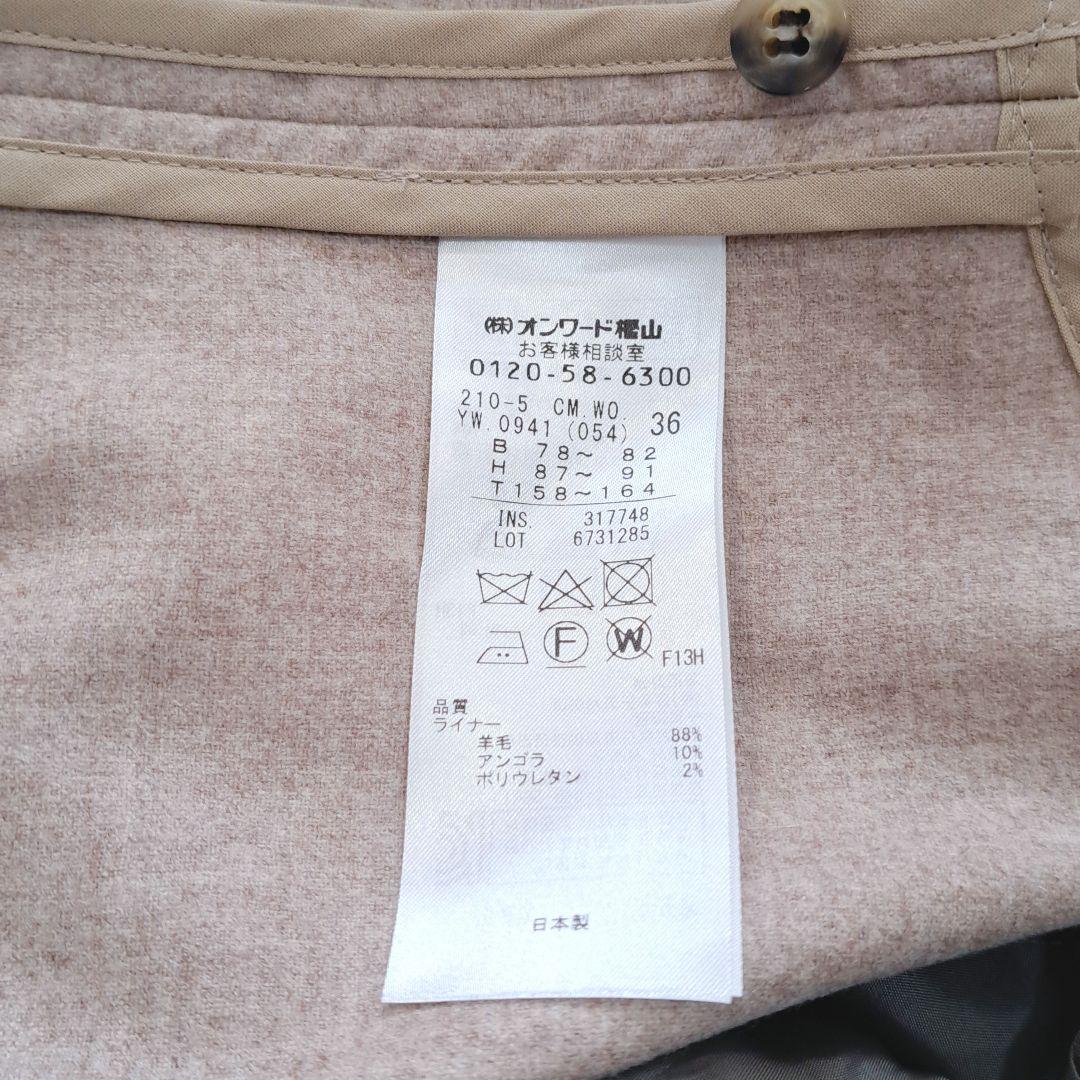 (株)オンワード樫山
お客様相談室
0120-58-6300
210-5 CM.WO.
YW.0941 (054) 36
B 78～ 82
H 87～ 91
T 158～164
INS. 317748
LOT 6731285
F W F13H
品質
ライナー
羊毛 88%
アンゴラ 10%
ポリウレタン 2%
日本製